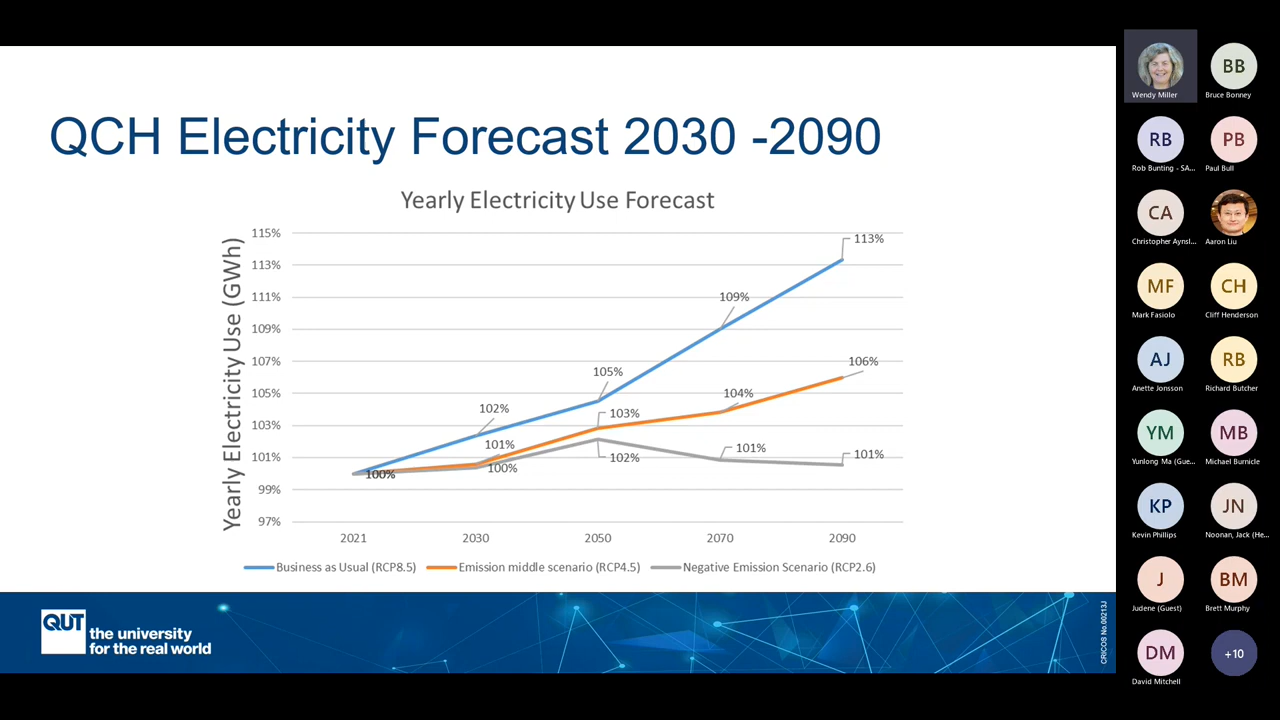 QCH Electricity Forecast 2030 -2090
Yearly Electricity Use Forecast
Yearly Electricity Use (GWh)
115%
113%
111%
109%
107%
105%
103%
101%
99%
97%
113%
109%
106%
105%
104%
103%
102%
102%
101%
101%
101%
100%
100%
2021
2030
2050
2070
2090
Business as Usual (RCP8.5)
Emission middle scenario (RCP4.5)
Negative Emission Scenario (RCP2.6)
QUT
the university
for the real world
CRICOS No.00213J
Wendy Miller
BB
Bruce Bonney
RB
Rob Bunting - SA...
PB
Paul Bull
CA
Christopher Aynsl...
Aaron Liu
MF
Mark Fasiolo
CH
Cliff Henderson
AJ
Anette Jonsson
RB
Richard Butcher
YM
Yunlong Ma (Gue...
MB
Michael Burnicle
KP
Kevin Phillips
JN
Noonan, Jack (He...
J
Judene (Guest)
BM
Brett Murphy
DM
David Mitchell
+10